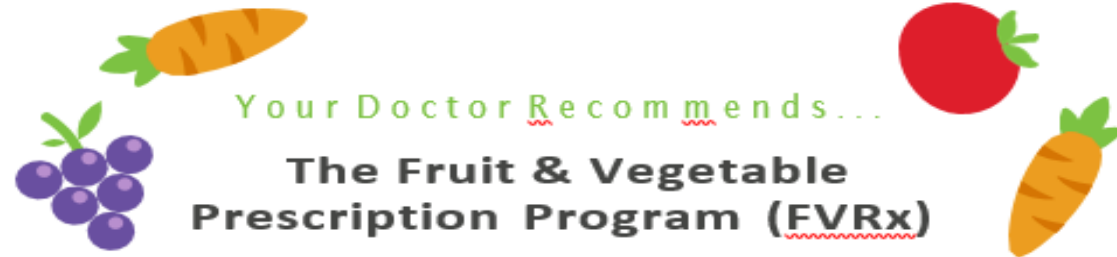 Your Doctor Recommends...
The Fruit & Vegetable
Prescription Program (FVRx)